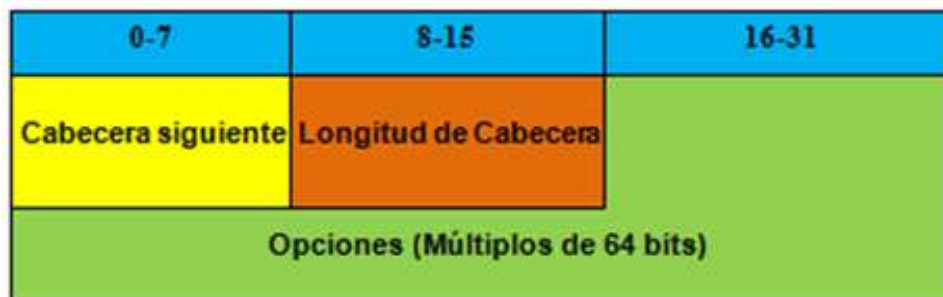 0-7 8-15 16-31
Cabecera siguiente Longitud de Cabecera
Opciones (Múltiplos de 64 bits)